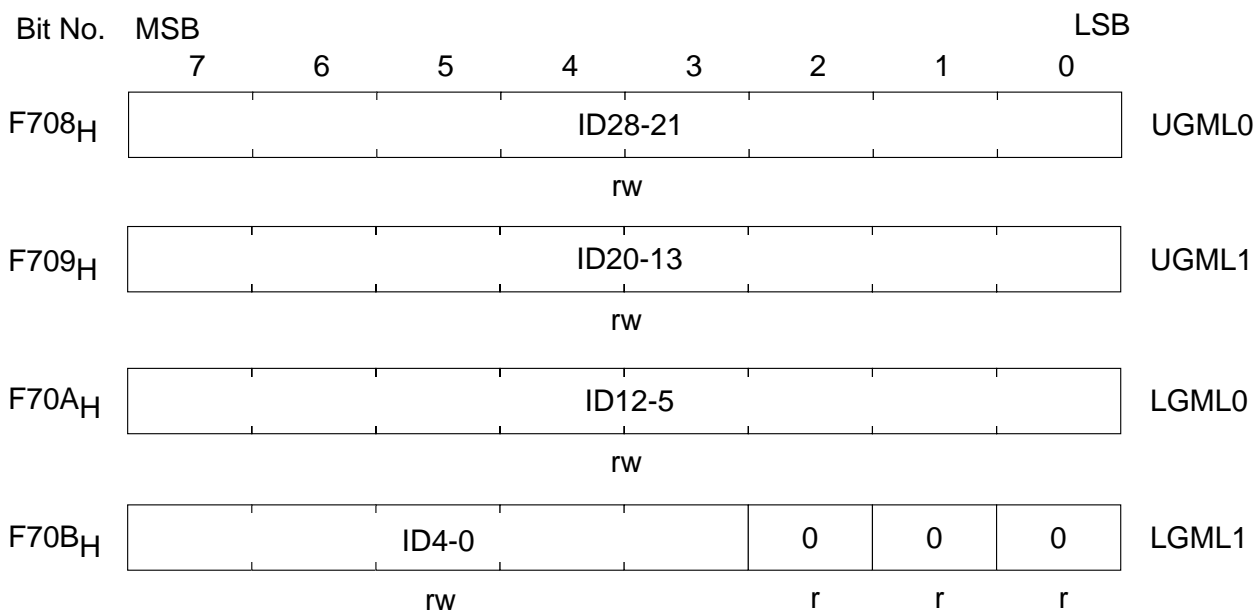 Bit No. MSB LSB
7 6 5 4 3 2 1 0
F708H ID28-21 UGML0
rw
F709H ID20-13 UGML1
rw
F70AH ID12-5 LGML0
rw
F70BH ID4-0 0 0 0 LGML1
rw r r r